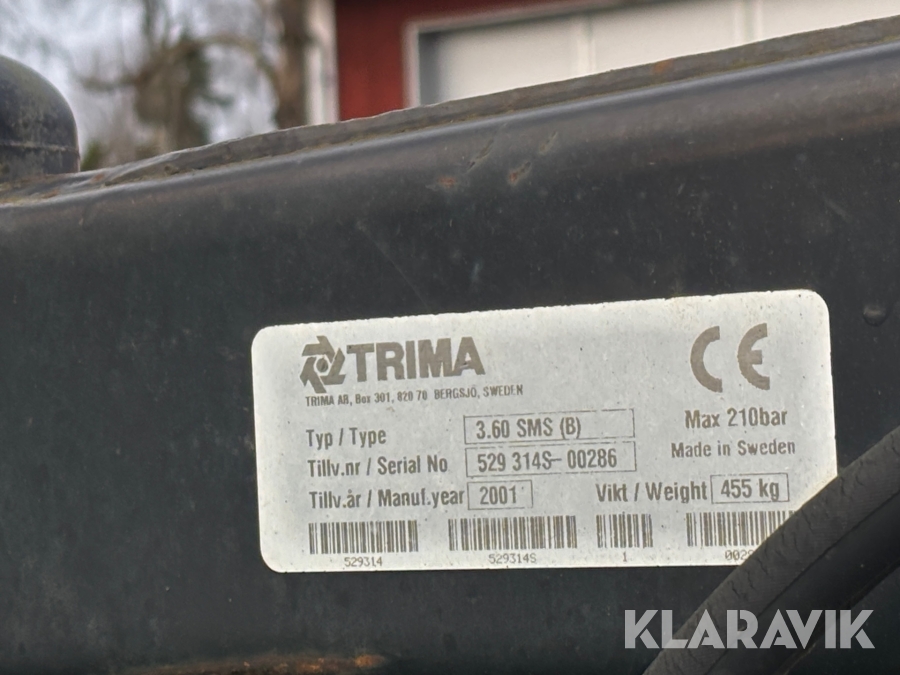 TRIMA
CE
TRIMA AB, Box 301, 820 70 BERGSJÖ, SWEDEN
Max 210bar
Typ / Type 3.60 SMS (B)
Made in Sweden
Tillv.nr / Serial No 529 314S-00286
Tillv.år / Manuf.year 2001 Vikt / Weight 455 kg
529314 529314S 1
KLARAVIK